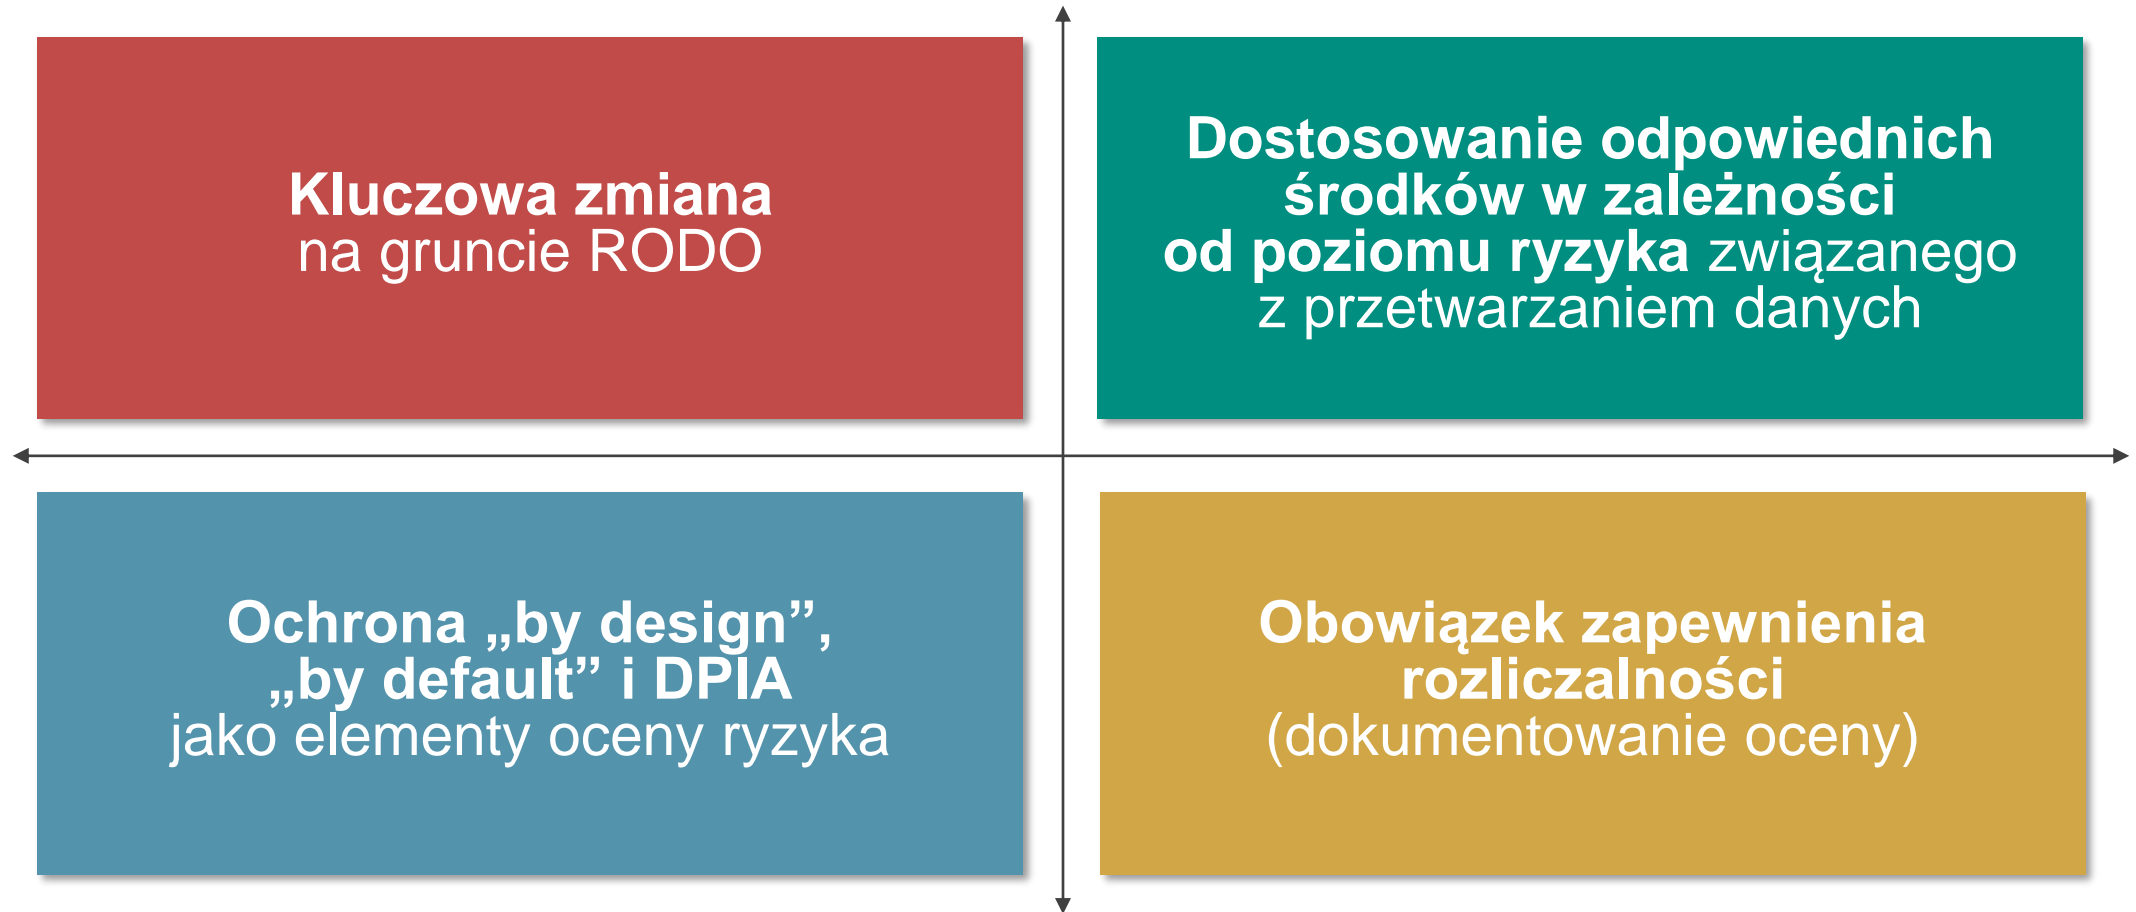 Kluczowa zmiana
na gruncie RODO
Dostosowanie odpowiednich
środków w zależności
od poziomu ryzyka związanego
z przetwarzaniem danych
Ochrona „by design”,
„by default” i DPIA
jako elementy oceny ryzyka
Obowiązek zapewnienia
rozliczalności
(dokumentowanie oceny)